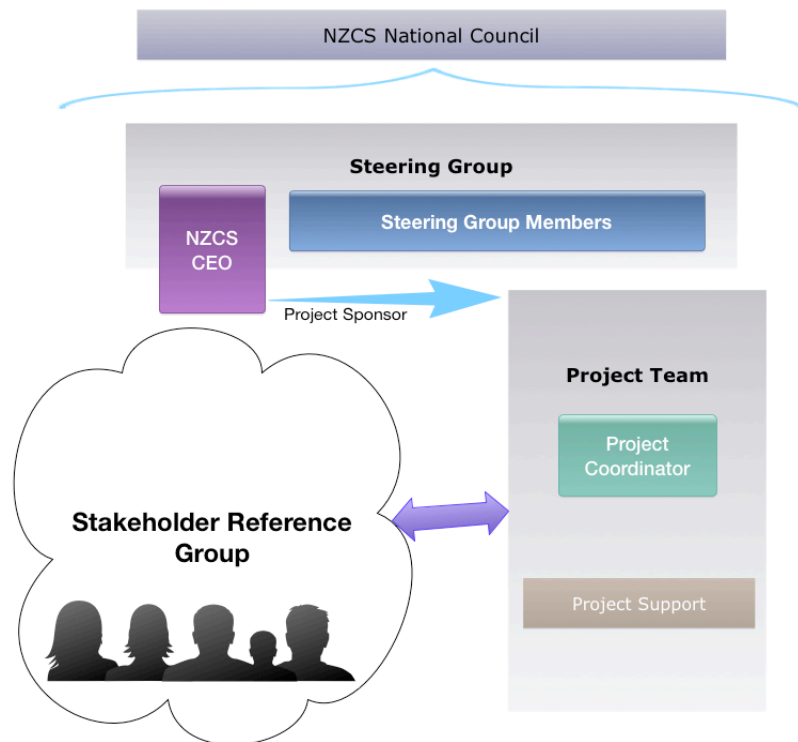 NZCS National Council
Steering Group
NZCS
CEO
Steering Group Members
Project Sponsor
Project Team
Project
Coordinator
Stakeholder Reference
Group
Project Support